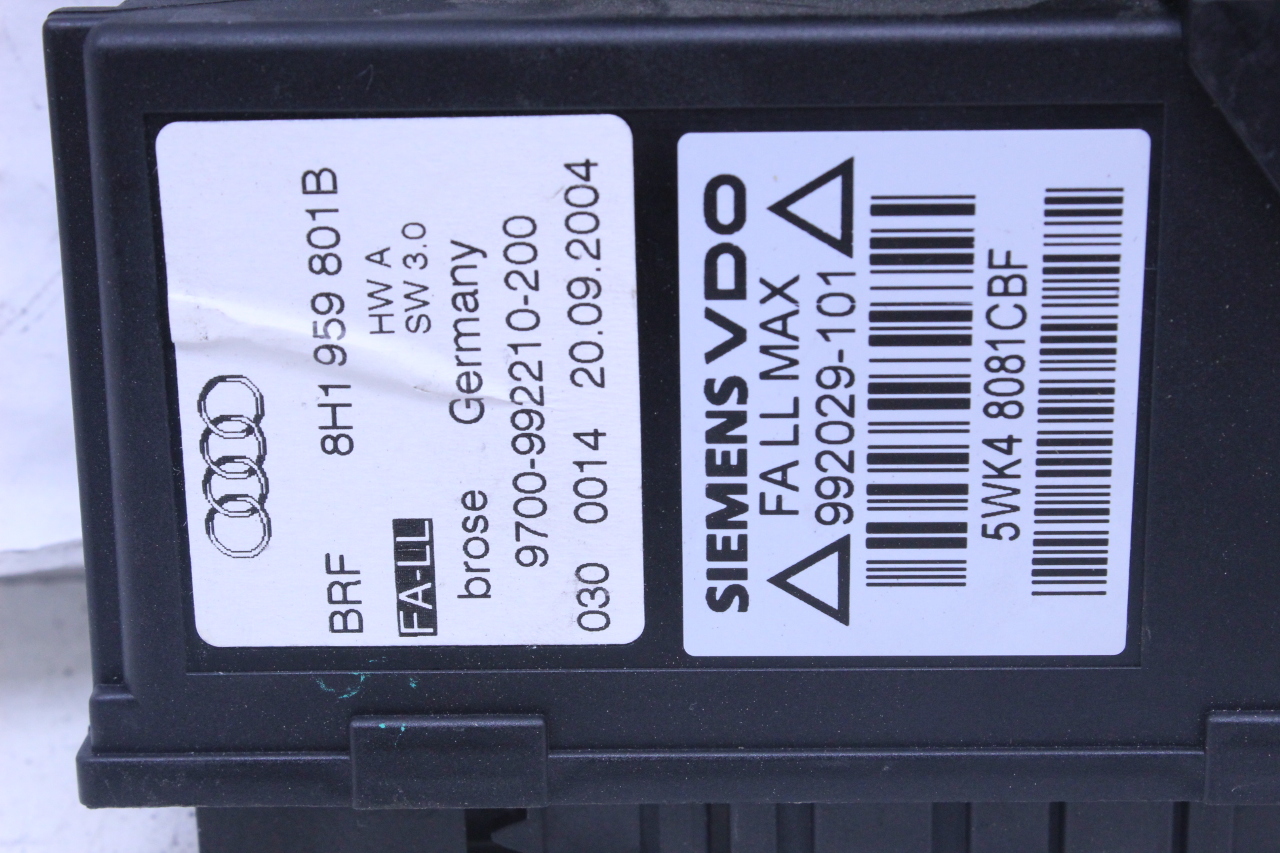 BRF 8H1 959 801B
HW A
FA-LL SW 3.0
brose Germany
9700-992210-200
030 0014 20.09.2004
SIEMENS VDO
FA LL MAX
992029-101
5WK4 8081CBF